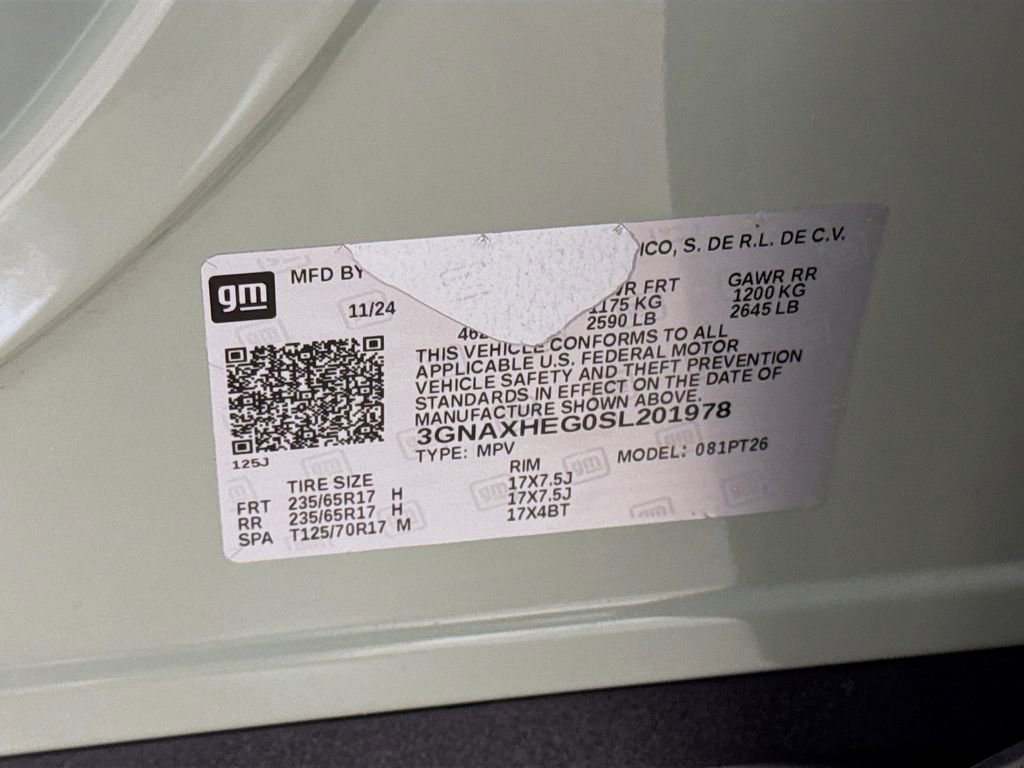 gm
MFD BY ICO, S. DE R.L. DE C.V.
11/24
FRT GAWR RR
1175 KG 1200 KG
2590 LB 2645 LB
THIS VEHICLE CONFORMS TO ALL
APPLICABLE U.S. FEDERAL MOTOR
VEHICLE SAFETY AND THEFT PREVENTION
STANDARDS IN EFFECT ON THE DATE OF
MANUFACTURE SHOWN ABOVE.
3GNAXHEG0SL201978
TYPE: MPV MODEL: 081PT26
125J
TIRE SIZE RIM
FRT 235/65R17 H 17X7.5J
RR 235/65R17 H 17X7.5J
SPA T125/70R17 M 17X4BT